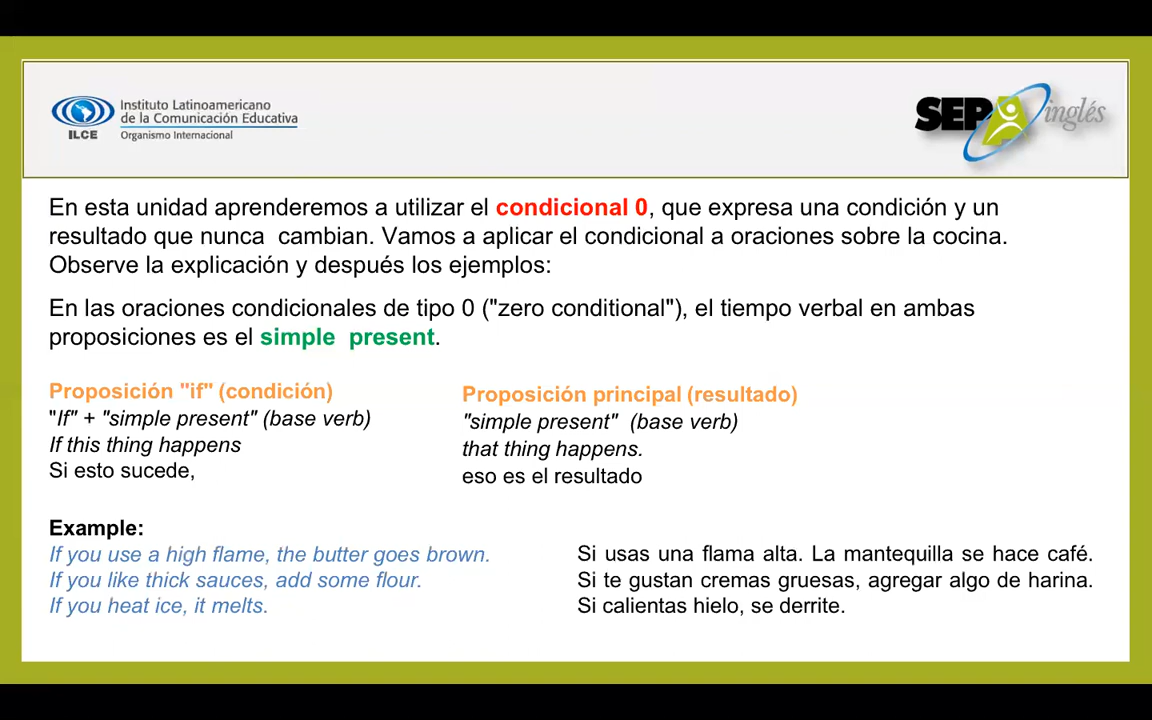 Instituto Latinoamericano
de la Comunicación Educativa
Organismo Internacional
ILCE
SEP inglés
En esta unidad aprenderemos a utilizar el condicional 0, que expresa una condición y un
resultado que nunca cambian. Vamos a aplicar el condicional a oraciones sobre la cocina.
Observe la explicación y después los ejemplos:
En las oraciones condicionales de tipo 0 ("zero conditional"), el tiempo verbal en ambas
proposiciones es el simple present.
Proposición "if" (condición)
"If" + "simple present" (base verb)
If this thing happens
Si esto sucede,
Proposición principal (resultado)
"simple present" (base verb)
that thing happens.
eso es el resultado
Example:
If you use a high flame, the butter goes brown.
If you like thick sauces, add some flour.
If you heat ice, it melts.
Si usas una flama alta. La mantequilla se hace café.
Si te gustan cremas gruesas, agregar algo de harina.
Si calientas hielo, se derrite.